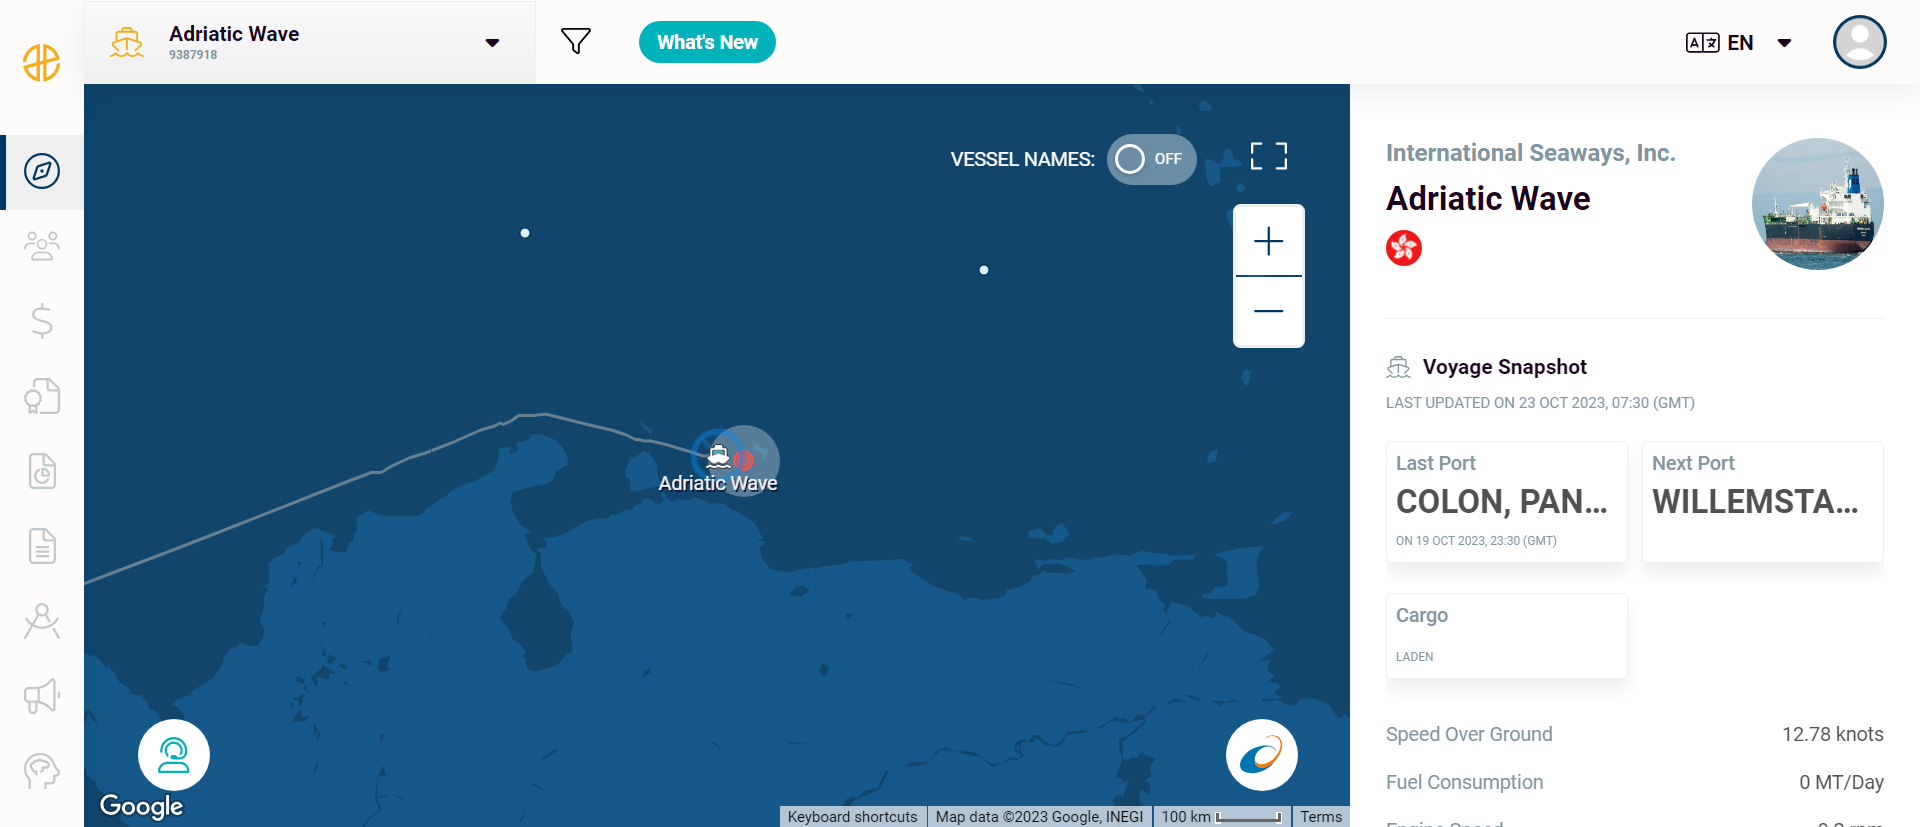 Adriatic Wave
9387918
What's New
EN
VESSEL NAMES:
OFF
Adriatic Wave
Google
Keyboard shortcuts
Map data ©2023 Google, INEGI
100 km
Terms
International Seaways, Inc.
Adriatic Wave
Voyage Snapshot
LAST UPDATED ON 23 OCT 2023, 07:30 (GMT)
Last Port
COLON, PAN...
ON 19 OCT 2023, 23:30 (GMT)
Next Port
WILLEMSTA...
Cargo
LADEN
Speed Over Ground
12.78 knots
Fuel Consumption
0 MT/Day